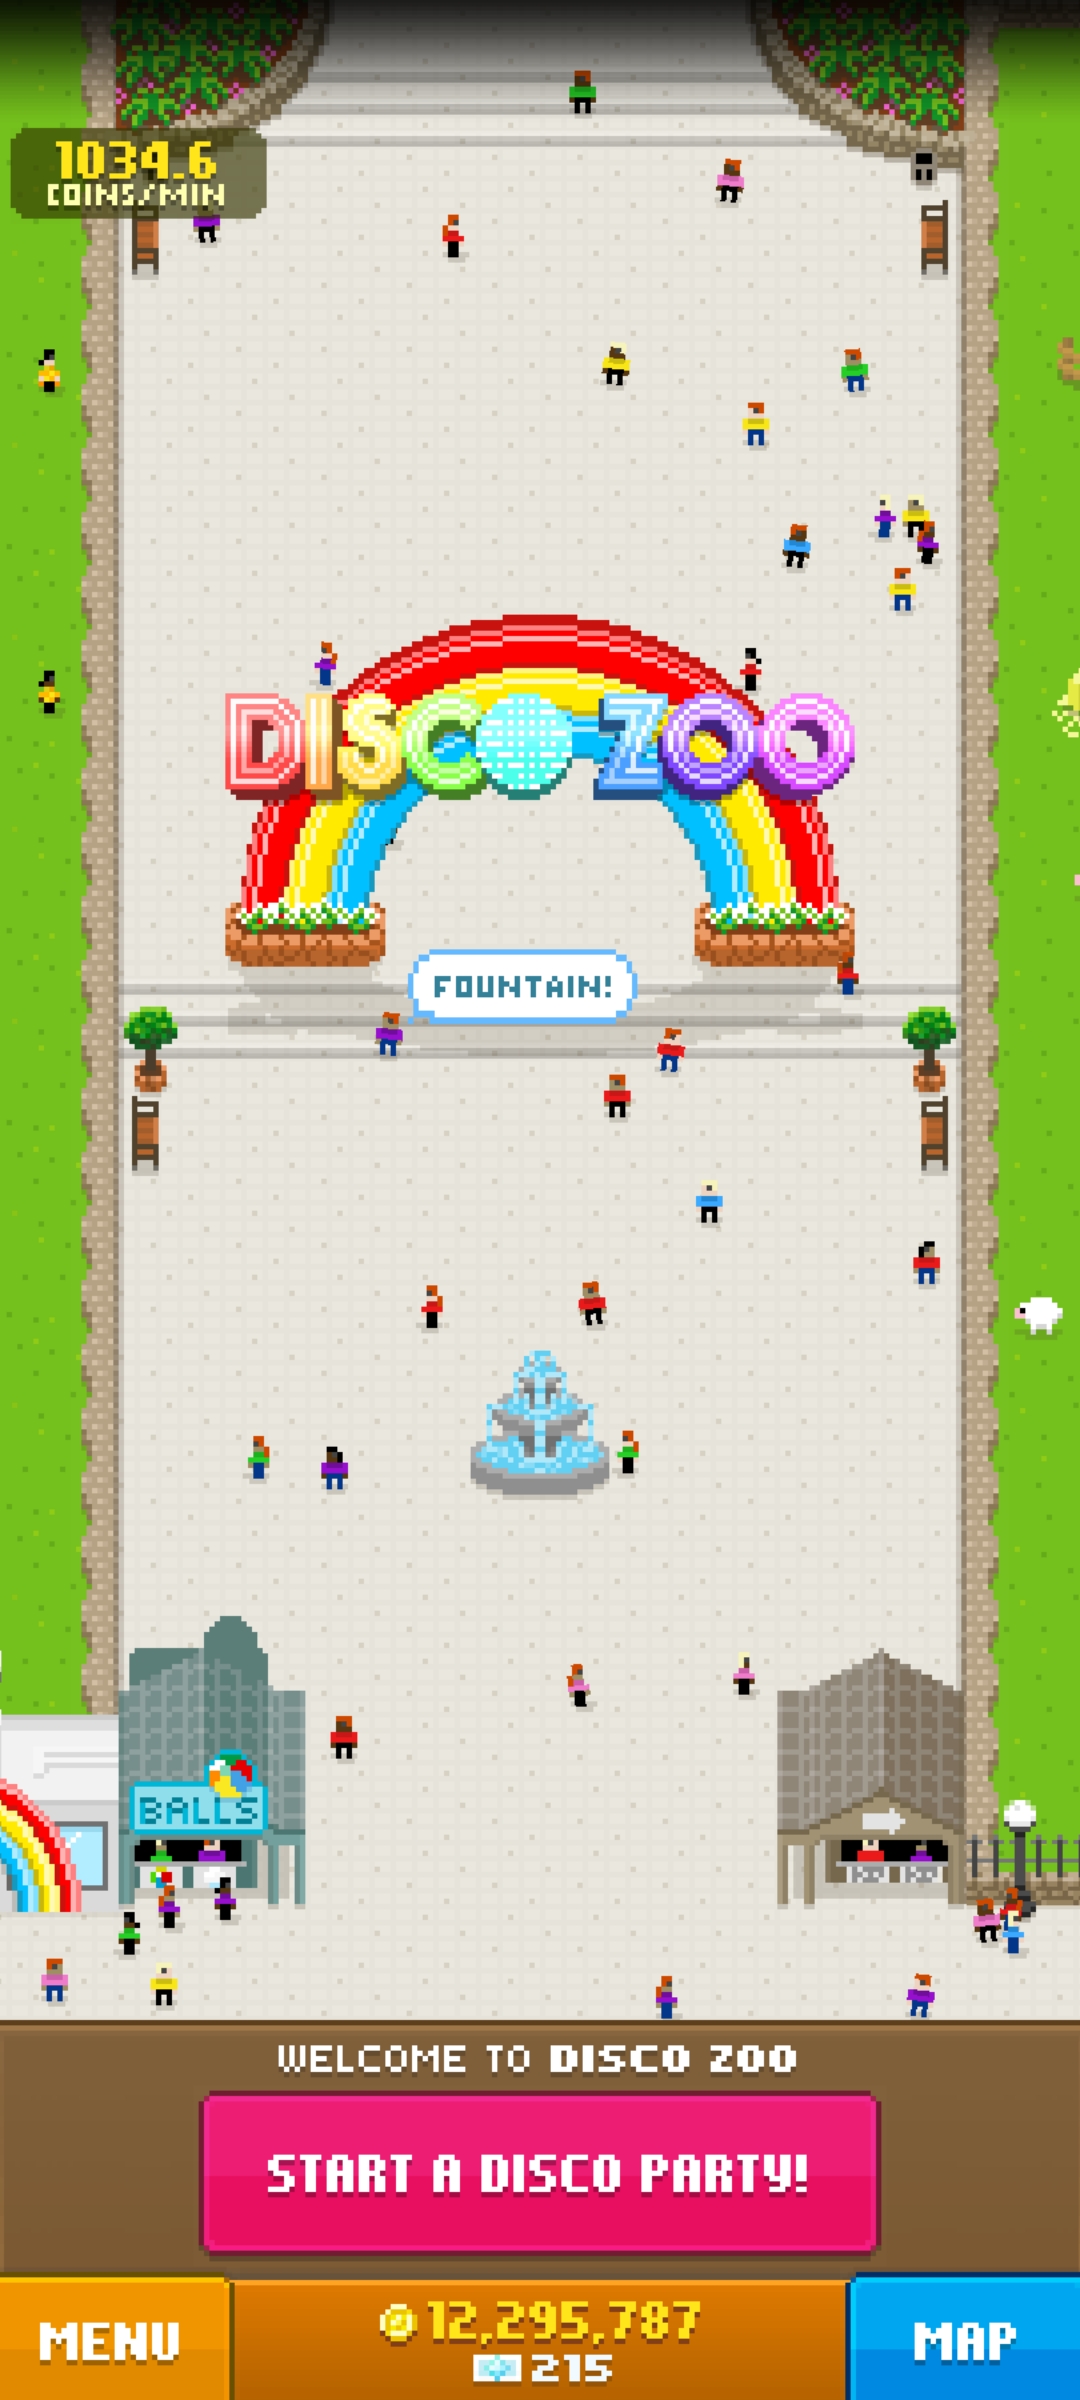 1034.6
COINS/MIN
DISCO ZOO
FOUNTAIN!
BALLS
WELCOME TO DISCO ZOO
START A DISCO PARTY!
MENU
12,295,787
215
MAP